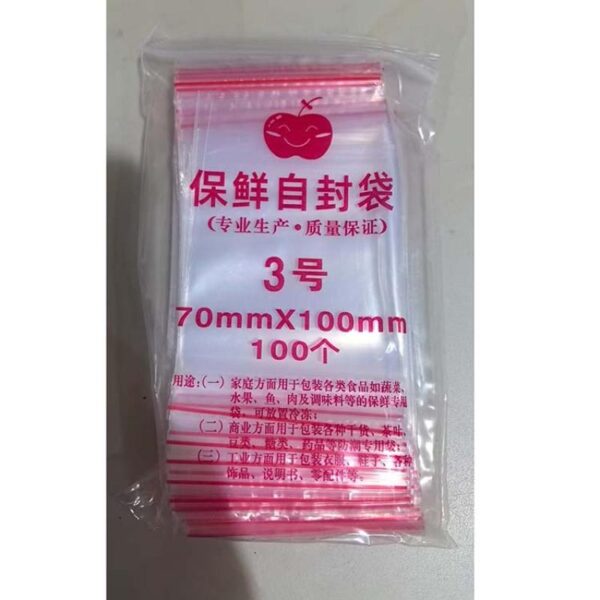 保鲜自封袋
(专业生产·质量保证)
3号
70mmX100mm
100个
用途:(一)家庭方面用于包装各类食品如蔬菜、
水果、鱼、肉及调味料等的保鲜专用
袋,可放置冷冻;
(二)商业方面用于包装各种干货、茶叶、
豆类、糖类、药品等防潮专用袋;
(三)工业方面用于包装衣服、鞋子、各种
饰品、说明书、零配件等。